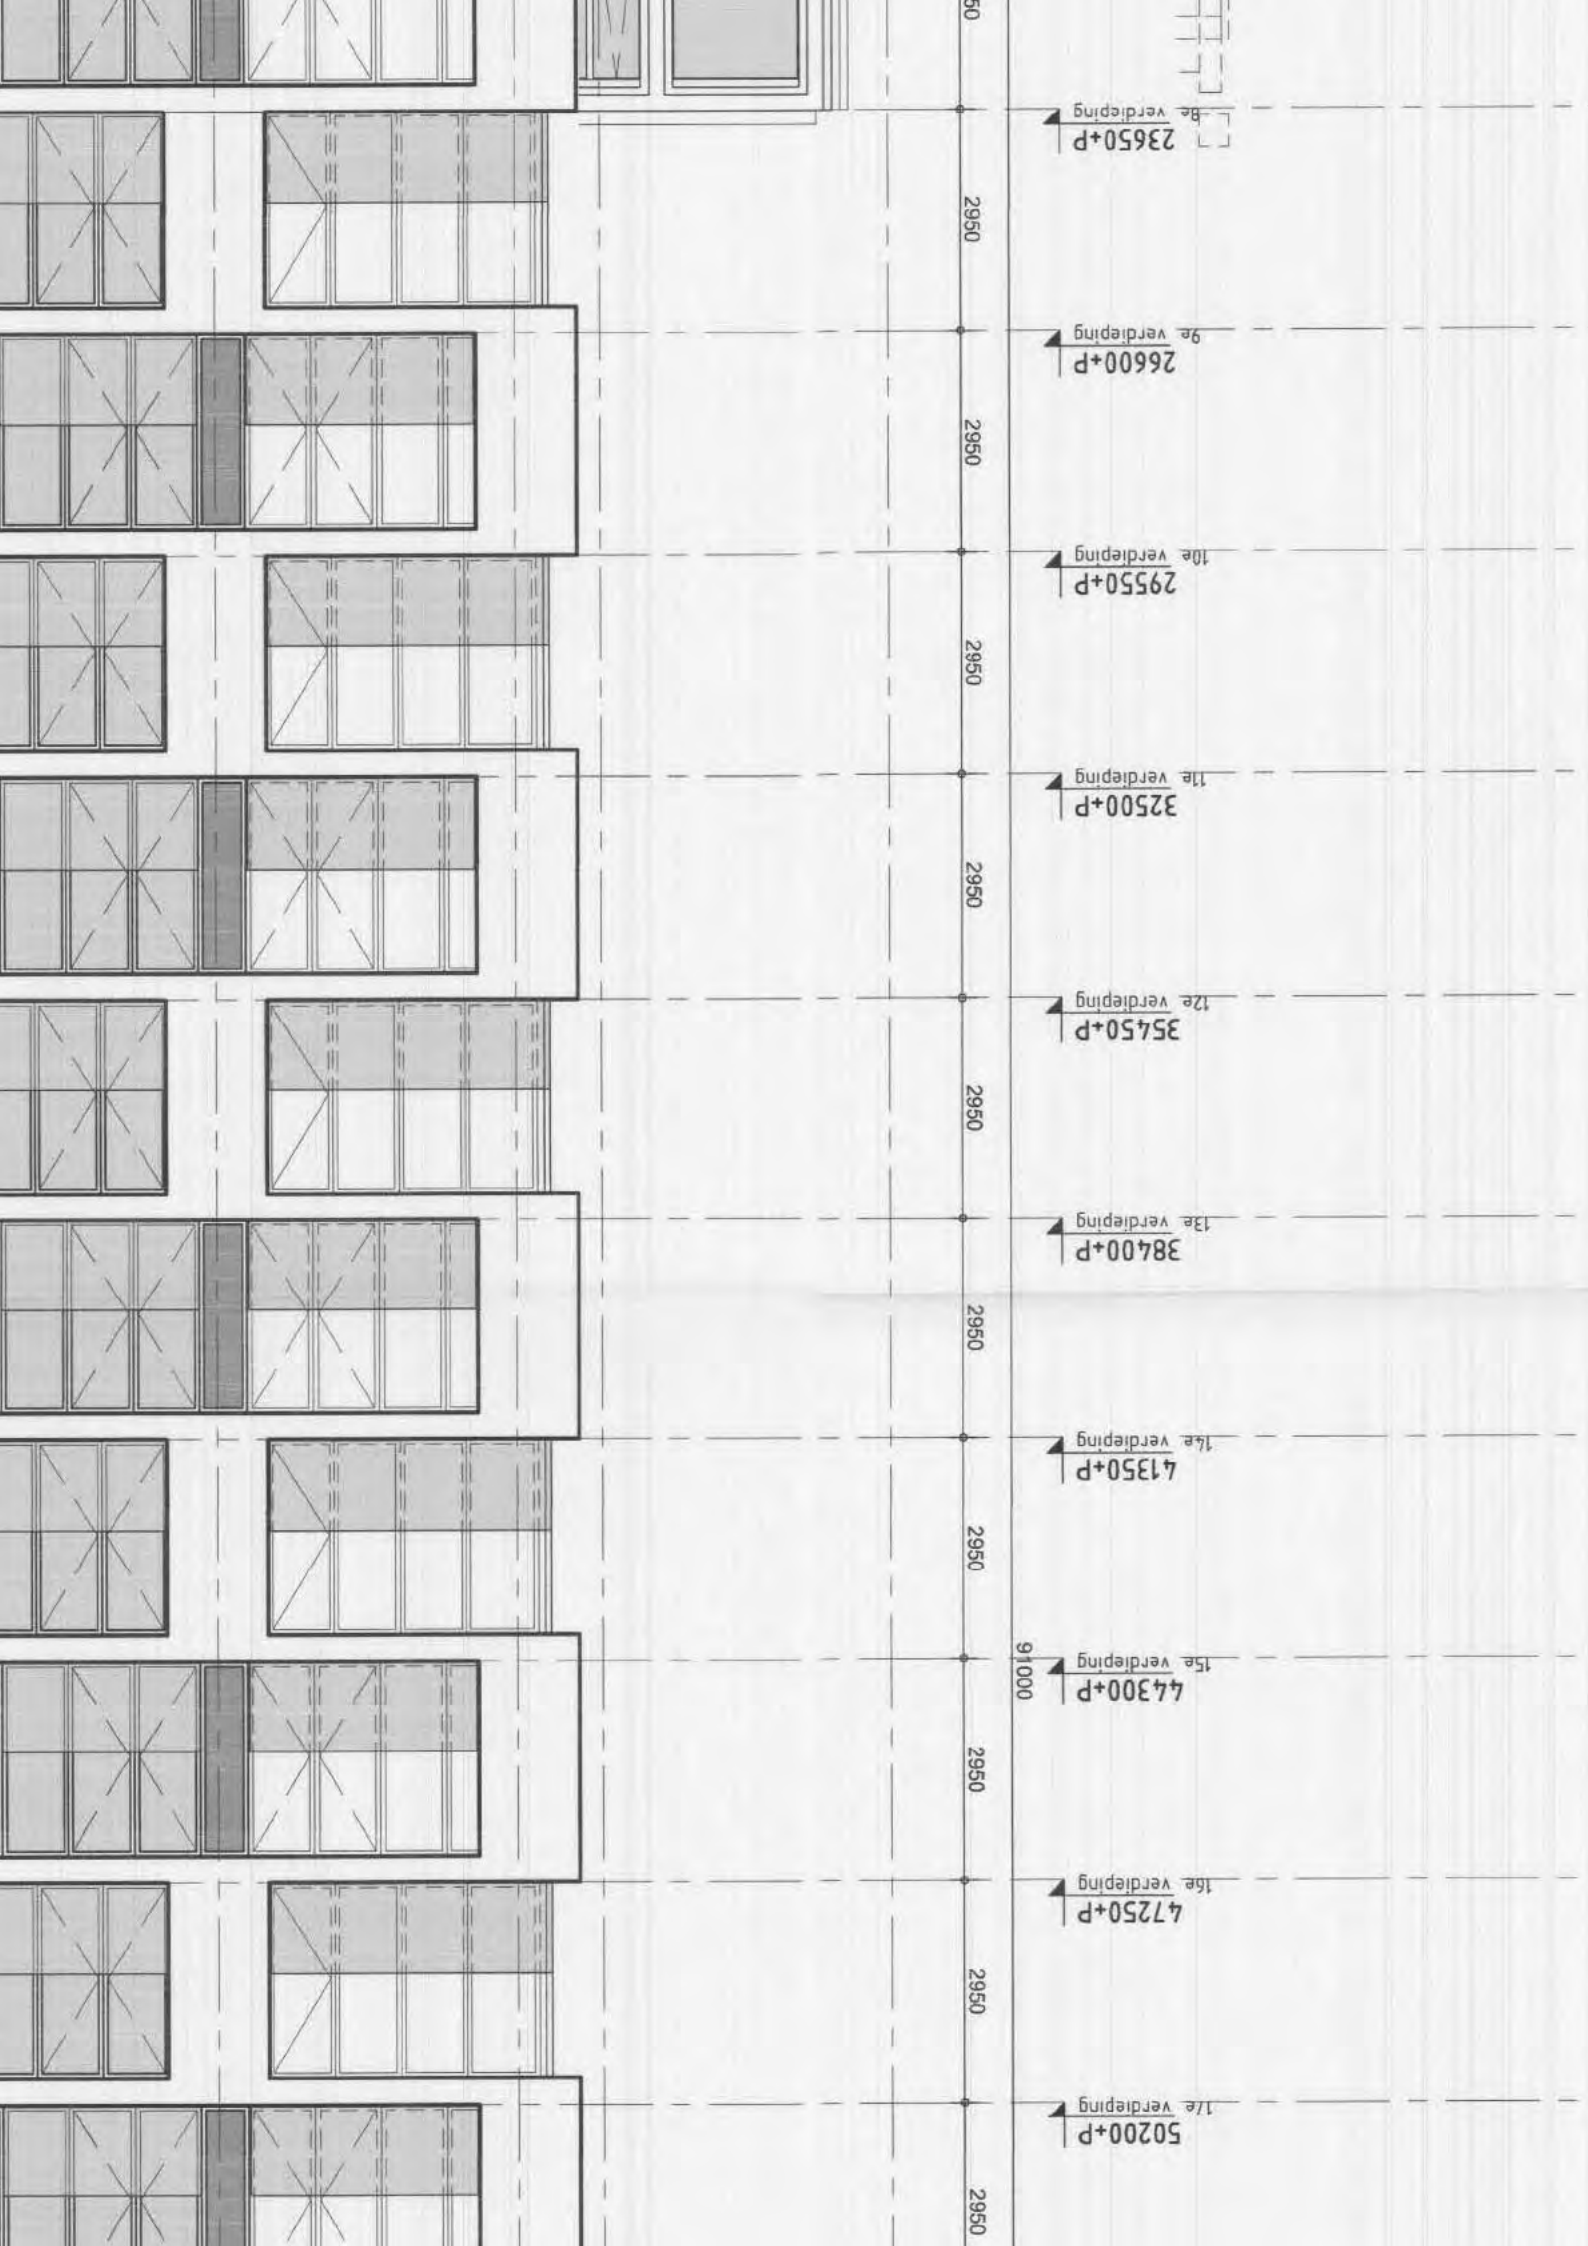 50
8e verdieping
23650+P
2950
9e verdieping
26600+P
2950
10e verdieping
29550+P
2950
11e verdieping
32500+P
2950
12e verdieping
35450+P
2950
13e verdieping
38400+P
2950
14e verdieping
41350+P
2950
91000
15e verdieping
44300+P
2950
16e verdieping
47250+P
2950
17e verdieping
50200+P
2950